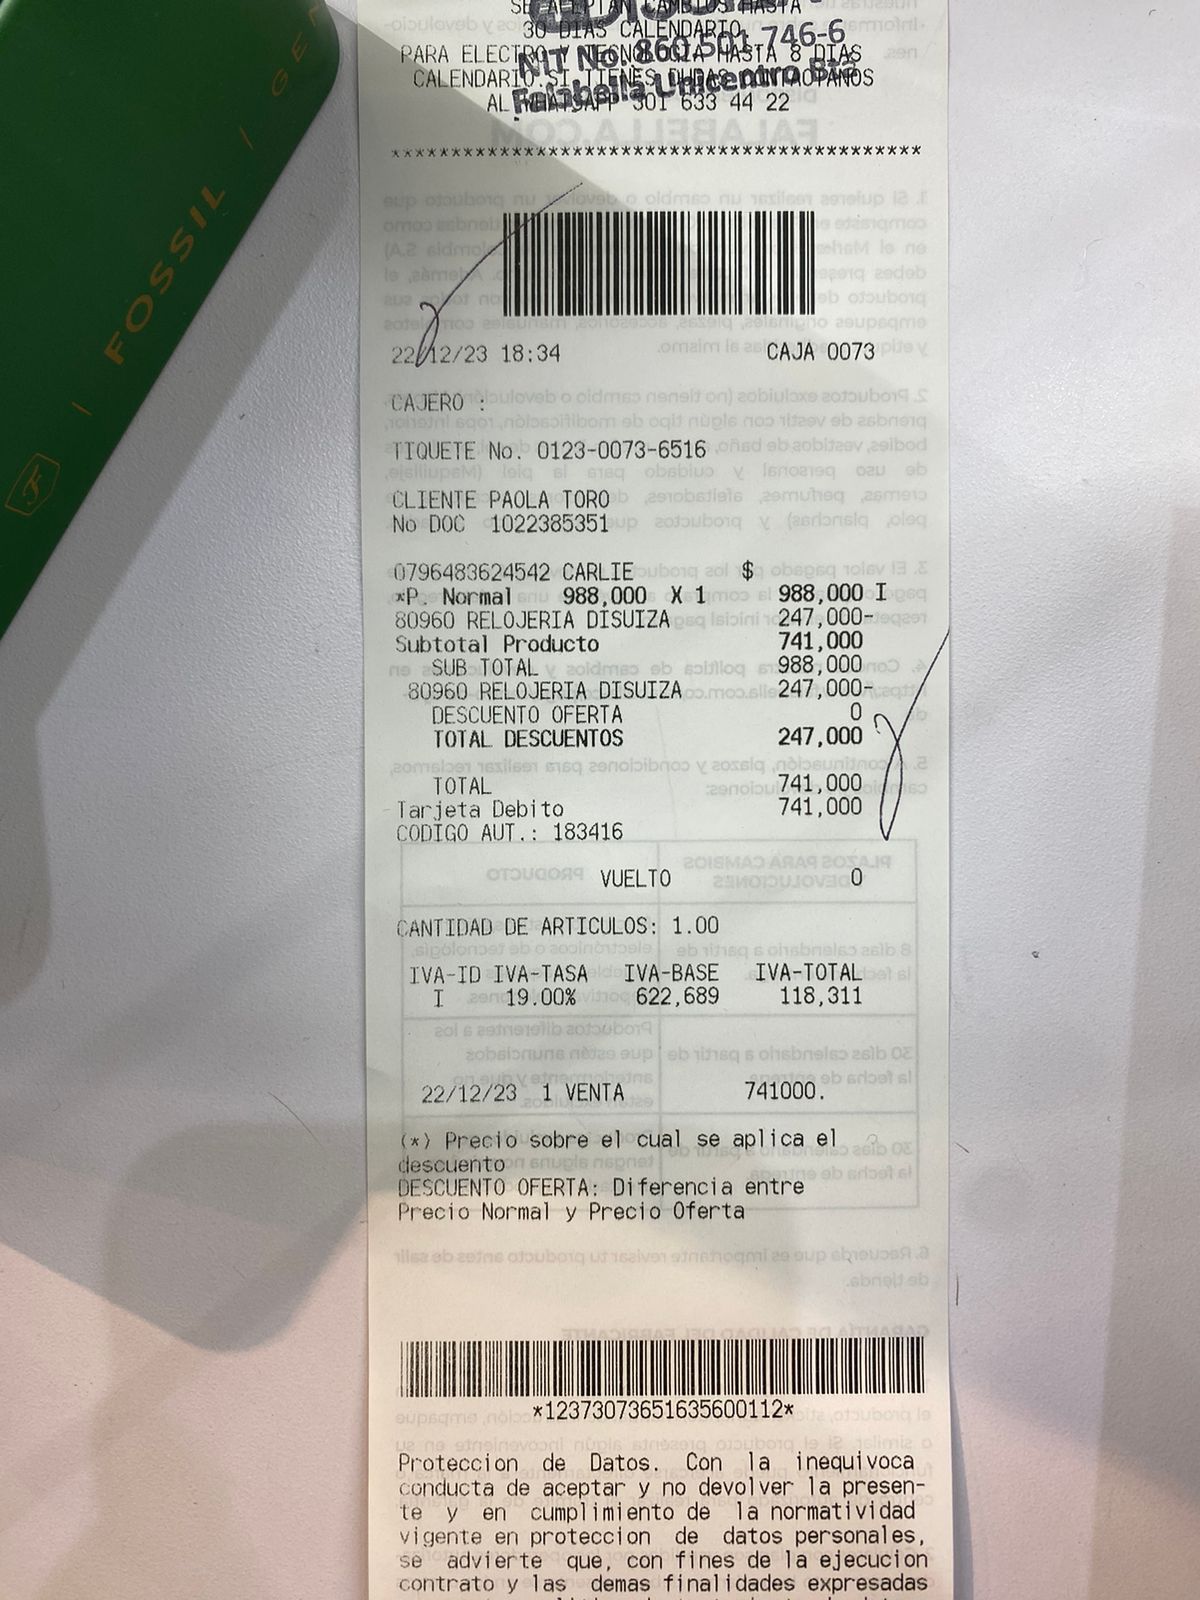 SE ACEPTAN CAMBIOS HASTA
30 DIAS CALENDARIO
NIT No. 860.501.746-6
PARA ELECTRO Y TECNOLOGIA HASTA 8 DIAS
CALENDARIO.SI TIENES DUDAS CONTACTANOS
Falabella Unicentro Bta
AL WHATSAPP 301 633 44 22
*********************************************
22/12/23 18:34 CAJA 0073
CAJERO :
TIQUETE No. 0123-0073-6516
CLIENTE PAOLA TORO
No DOC 1022385351
0796483624542 CARLIE $
*P. Normal 988,000 X 1 988,000 I
80960 RELOJERIA DISUIZA 247,000-
Subtotal Producto 741,000
SUB TOTAL 988,000
80960 RELOJERIA DISUIZA 247,000-
DESCUENTO OFERTA 0
TOTAL DESCUENTOS 247,000
TOTAL 741,000
Tarjeta Debito 741,000
CODIGO AUT.: 183416
VUELTO 0
CANTIDAD DE ARTICULOS: 1.00
IVA-ID IVA-TASA IVA-BASE IVA-TOTAL
I 19.00% 622,689 118,311
22/12/23 1 VENTA 741000.
(*) Precio sobre el cual se aplica el
descuento
DESCUENTO OFERTA: Diferencia entre
Precio Normal y Precio Oferta
*12373073651635600112*
Proteccion de Datos. Con la inequivoca
conducta de aceptar y no devolver la presen-
te y en cumplimiento de la normatividad
vigente en proteccion de datos personales,
se advierte que, con fines de la ejecucion
contrato y las demas finalidades expresadas
FOSSIL